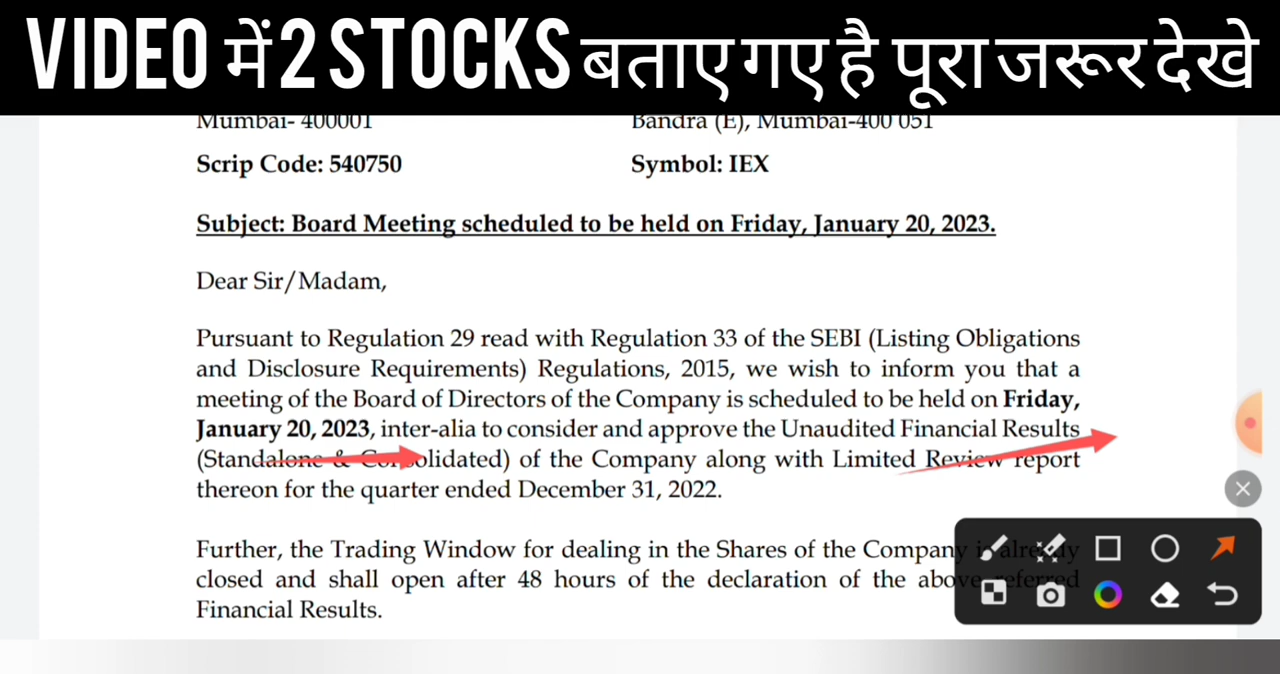 VIDEO में 2 STOCKS बताए गए है पूरा जरूर देखे
Mumbai- 400001 Bandra (E), Mumbai-400 051
Scrip Code: 540750 Symbol: IEX
Subject: Board Meeting scheduled to be held on Friday, January 20, 2023.
Dear Sir/Madam,
Pursuant to Regulation 29 read with Regulation 33 of the SEBI (Listing Obligations
and Disclosure Requirements) Regulations, 2015, we wish to inform you that a
meeting of the Board of Directors of the Company is scheduled to be held on Friday,
January 20, 2023, inter-alia to consider and approve the Unaudited Financial Results
(Standalone & Consolidated) of the Company along with Limited Review report
thereon for the quarter ended December 31, 2022.
Further, the Trading Window for dealing in the Shares of the Company is already
closed and shall open after 48 hours of the declaration of the above referred
Financial Results.